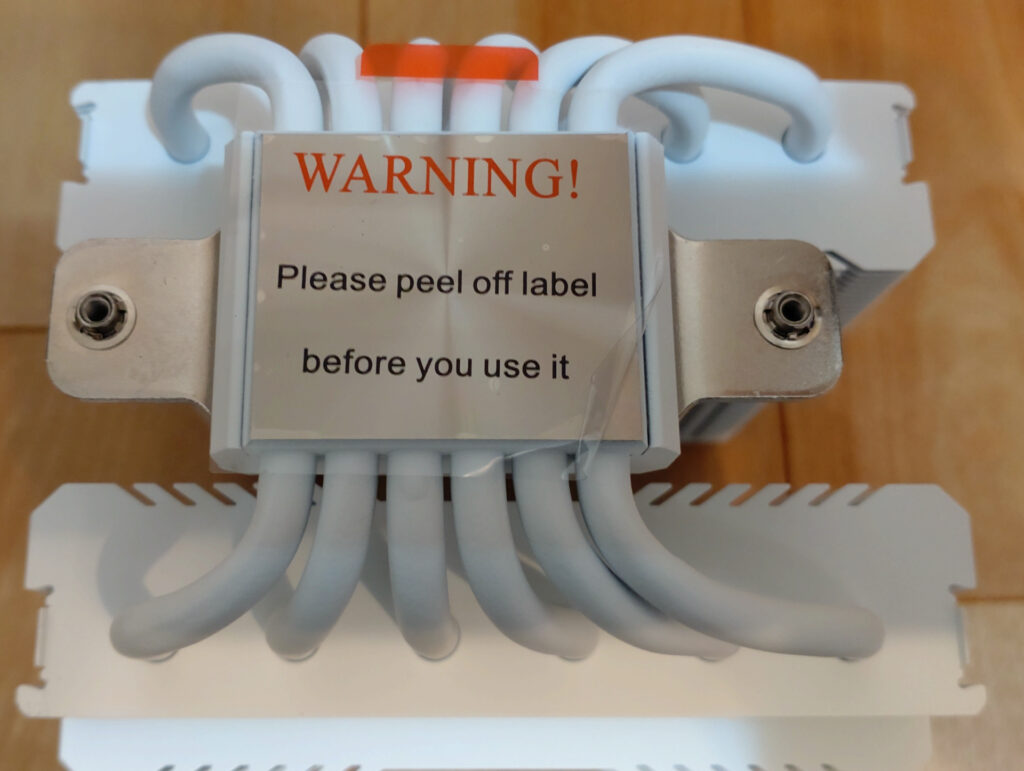 WARNING!
Please peel off label
before you use it